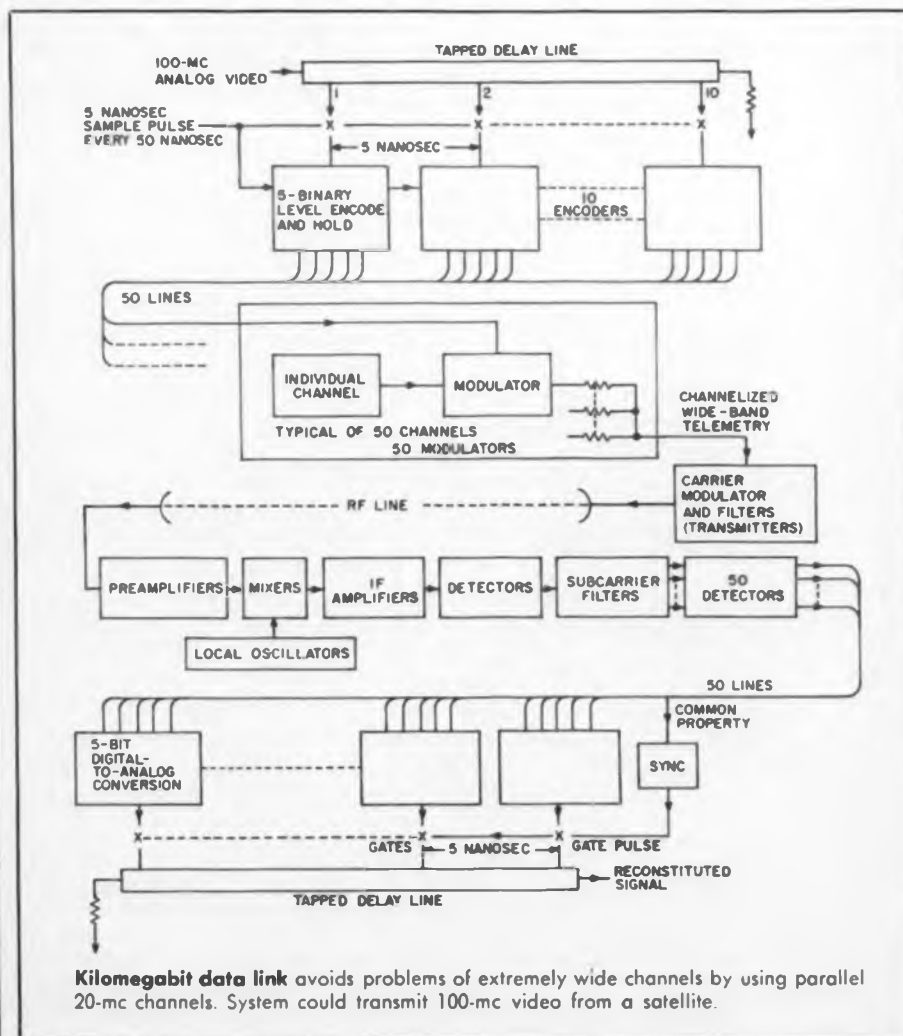 TAPPED DELAY LINE
100-MC
ANALOG VIDEO
1
2
10
5 NANOSEC
SAMPLE PULSE
EVERY 50 NANOSEC
X
X
X
5 NANOSEC
5-BINARY
LEVEL ENCODE
AND HOLD
10
ENCODERS
50 LINES
INDIVIDUAL
CHANNEL
MODULATOR
TYPICAL OF 50 CHANNELS
50 MODULATORS
CHANNELIZED
WIDE-BAND
TELEMETRY
CARRIER
MODULATOR
AND FILTERS
(TRANSMITTERS)
RF LINE
PREAMPLIFIERS
MIXERS
IF
AMPLIFIERS
DETECTORS
SUBCARRIER
FILTERS
50
DETECTORS
LOCAL OSCILLATORS
50 LINES
COMMON
PROPERTY
5-BIT
DIGITAL-
TO-ANALOG
CONVERSION
SYNC
X
X
X
GATES
5 NANOSEC
GATE PULSE
RECONSTITUTED
SIGNAL
TAPPED DELAY LINE
Kilomegabit data link avoids problems of extremely wide channels by using parallel
20-mc channels. System could transmit 100-mc video from a satellite.